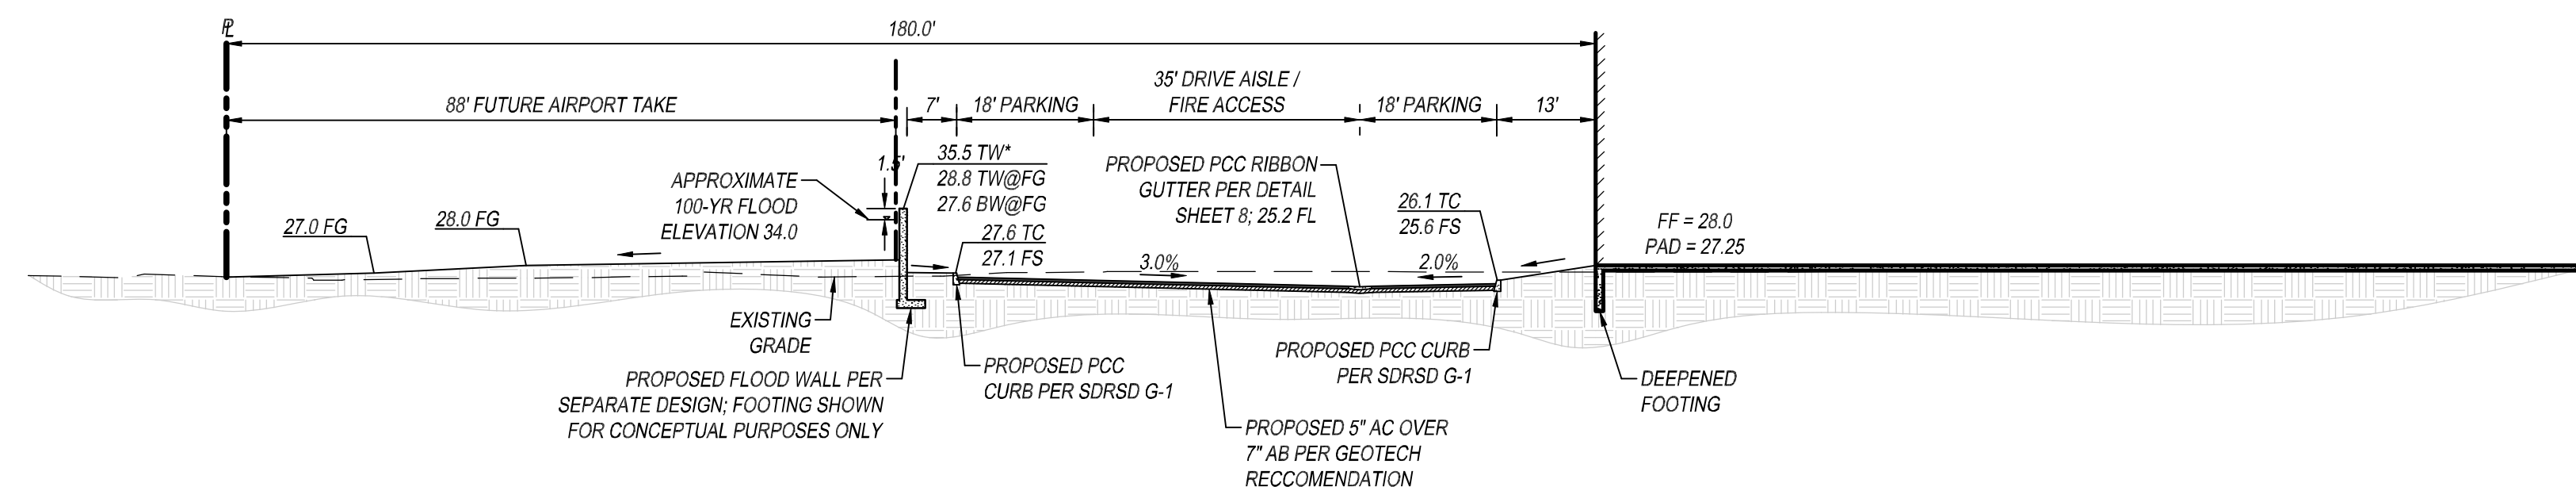 PL
180.0'
88' FUTURE AIRPORT TAKE
7'
18' PARKING
35' DRIVE AISLE /
FIRE ACCESS
18' PARKING
13'
1.5'
35.5 TW*
28.8 TW@FG
27.6 BW@FG
APPROXIMATE
100-YR FLOOD
ELEVATION 34.0
PROPOSED PCC RIBBON
GUTTER PER DETAIL
SHEET 8; 25.2 FL
26.1 TC
25.6 FS
FF = 28.0
PAD = 27.25
27.0 FG
28.0 FG
27.6 TC
27.1 FS
3.0%
2.0%
EXISTING
GRADE
PROPOSED FLOOD WALL PER
SEPARATE DESIGN; FOOTING SHOWN
FOR CONCEPTUAL PURPOSES ONLY
PROPOSED PCC
CURB PER SDRSD G-1
PROPOSED PCC CURB
PER SDRSD G-1
DEEPENED
FOOTING
PROPOSED 5" AC OVER
7" AB PER GEOTECH
RECCOMENDATION